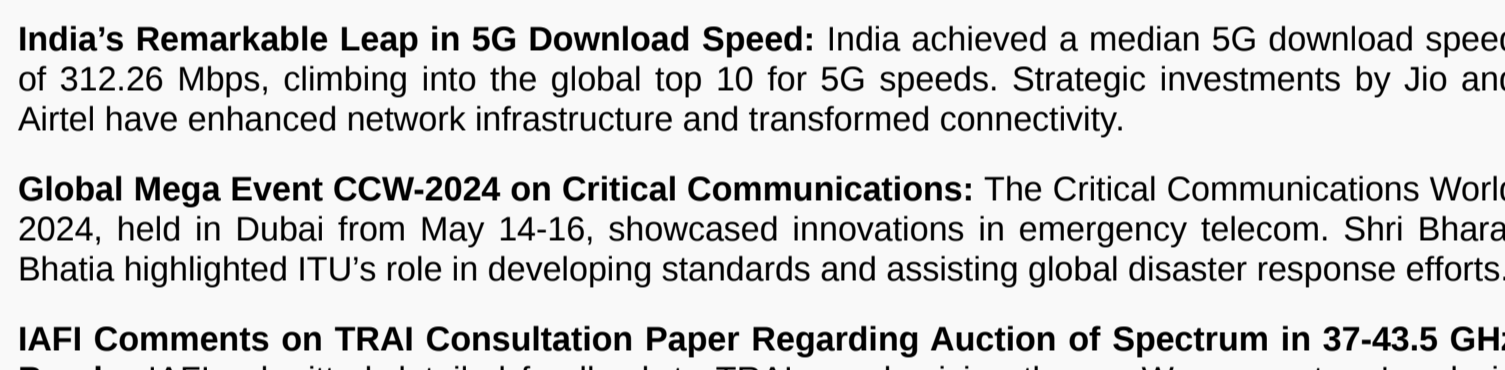 India’s Remarkable Leap in 5G Download Speed: India achieved a median 5G download speed
of 312.26 Mbps, climbing into the global top 10 for 5G speeds. Strategic investments by Jio and
Airtel have enhanced network infrastructure and transformed connectivity.
Global Mega Event CCW-2024 on Critical Communications: The Critical Communications World
2024, held in Dubai from May 14-16, showcased innovations in emergency telecom. Shri Bhara
Bhatia highlighted ITU’s role in developing standards and assisting global disaster response efforts.
IAFI Comments on TRAI Consultation Paper Regarding Auction of Spectrum in 37-43.5 GHz